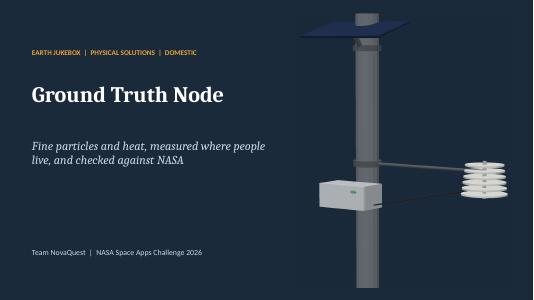 EARTH JUKEBOX | PHYSICAL SOLUTIONS | DOMESTIC
Ground Truth Node
Fine particles and heat, measured where people
live, and checked against NASA
Team NovaQuest | NASA Space Apps Challenge 2026